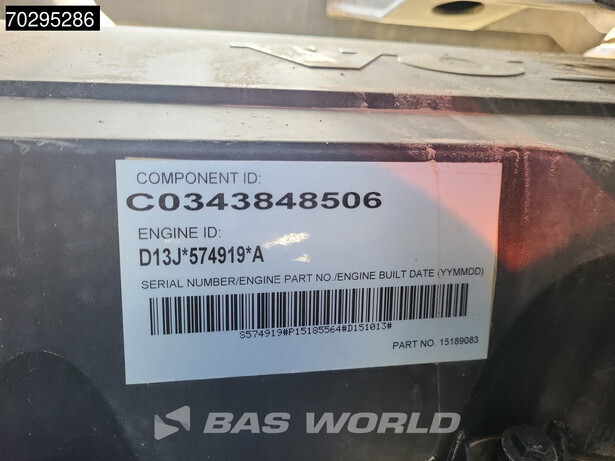 70295286
COMPONENT ID:
C0343848506
ENGINE ID:
D13J*574919*A
SERIAL NUMBER/ENGINE PART NO./ENGINE BUILT DATE (YYMMDD)
S574919#P15185564#D151013#
PART NO. 15189083
BAS WORLD